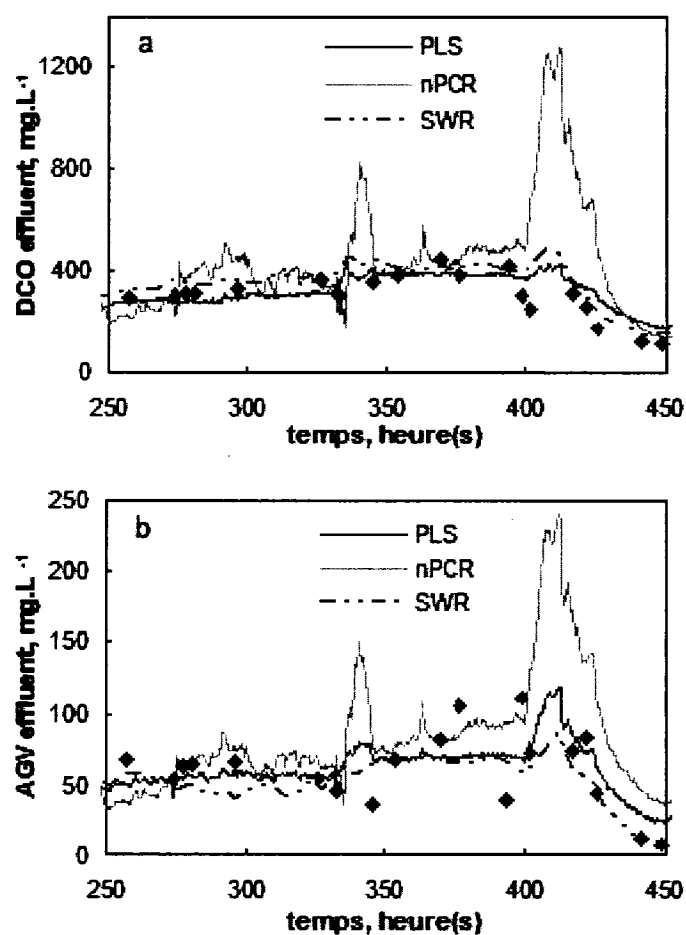 a
PLS
nPCR
SWR
DCO effluent, mg.L⁻¹
1200
800
400
0
250 300 350 400 450
temps, heure(s)
b
PLS
nPCR
SWR
AGV effluent, mg.L⁻¹
250
200
150
100
50
0
250 300 350 400 450
temps, heure(s)